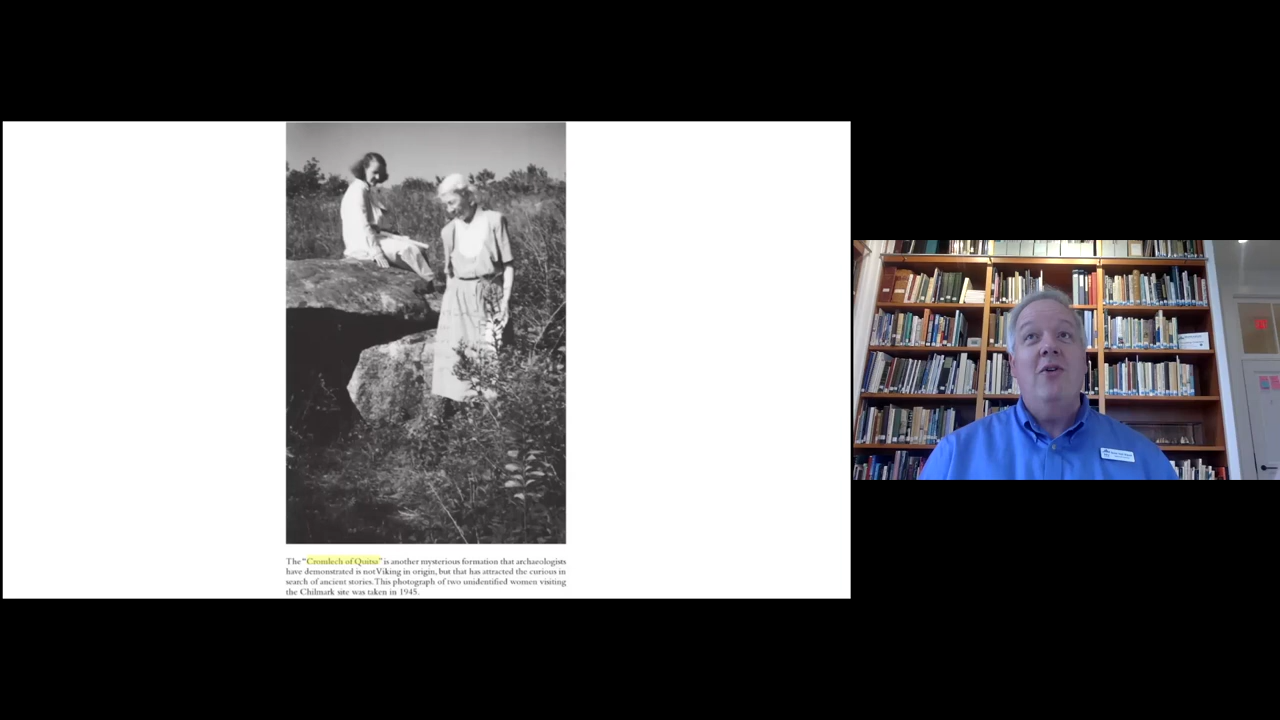 The “Cromlech of Quitsa” is another mysterious formation that archaeologists
have demonstrated is not Viking in origin, but that has attracted the curious in
search of ancient stories. This photograph of two unidentified women visiting
the Chilmark site was taken in 1945.